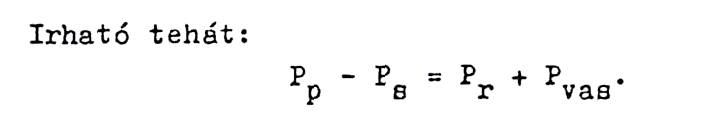 Irható tehát:
P_p - P_s = P_r + P_vas.